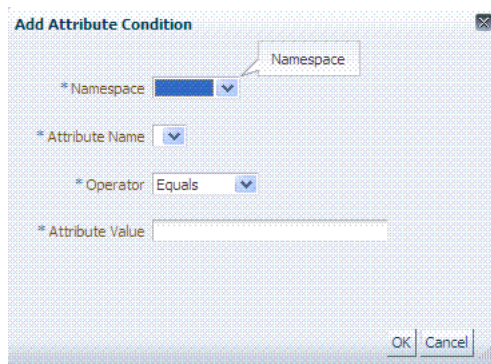 Add Attribute Condition
Namespace
* Namespace
* Attribute Name
* Operator Equals
* Attribute Value
OK Cancel